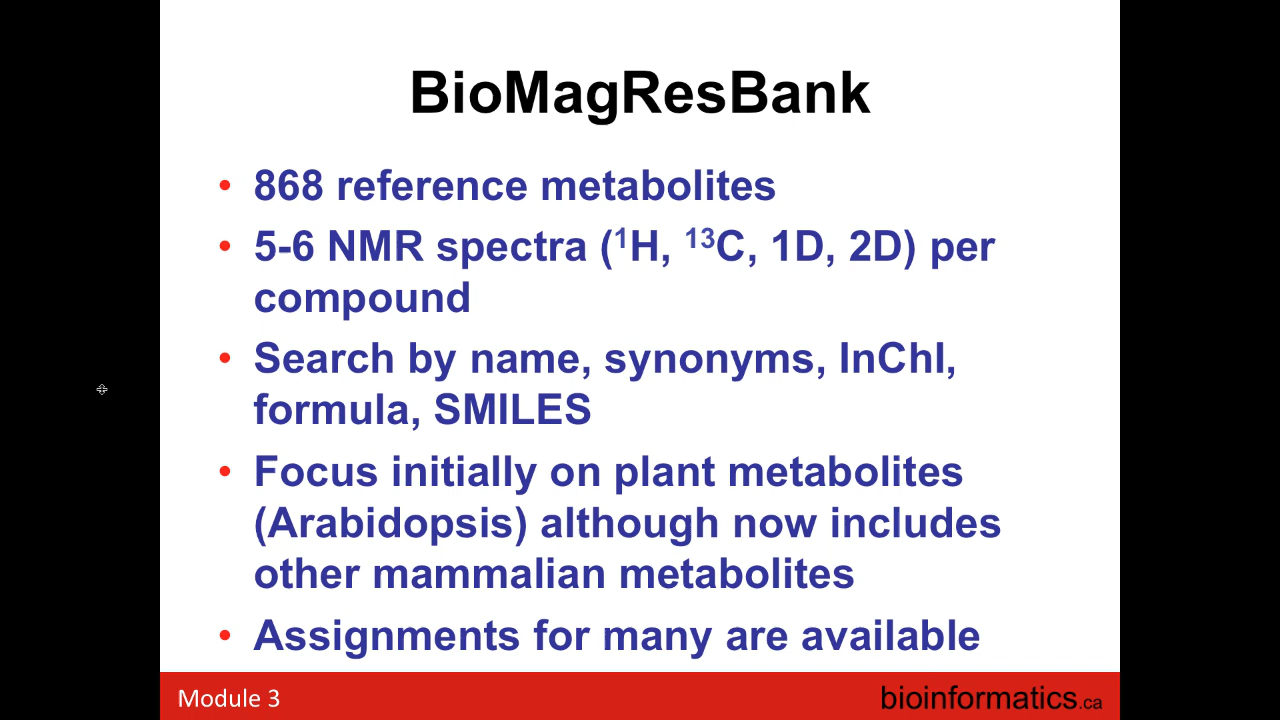 BioMagResBank
• 868 reference metabolites
• 5-6 NMR spectra (¹H, ¹³C, 1D, 2D) per
compound
• Search by name, synonyms, InChI,
formula, SMILES
• Focus initially on plant metabolites
(Arabidopsis) although now includes
other mammalian metabolites
• Assignments for many are available
Module 3
bioinformatics.ca